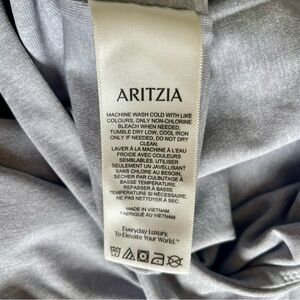 ARITZIA
MACHINE WASH COLD WITH LIKE
COLOURS, ONLY NON-CHLORINE
BLEACH WHEN NEEDED,
TUMBLE DRY LOW, COOL IRON
ONLY IF NEEDED, DO NOT DRY
CLEAN.
LAVER À LA MACHINE À L'EAU
FROIDE AVEC COULEURS
SEMBLABLES, UTILISER
SEULEMENT UN JAVELLISANT
SANS CHLORE AU BESOIN,
SÉCHER PAR CULBUTAGE À
BASSE TEMPÉRATURE,
REPASSER À BASSE
TEMPÉRATURE SI NÉCESSAIRE,
NE PAS NETTOYER À SEC.
MADE IN VIETNAM
FABRIQUÉ AU VIETNAM
Everyday Luxury.
To Elevate Your World.™